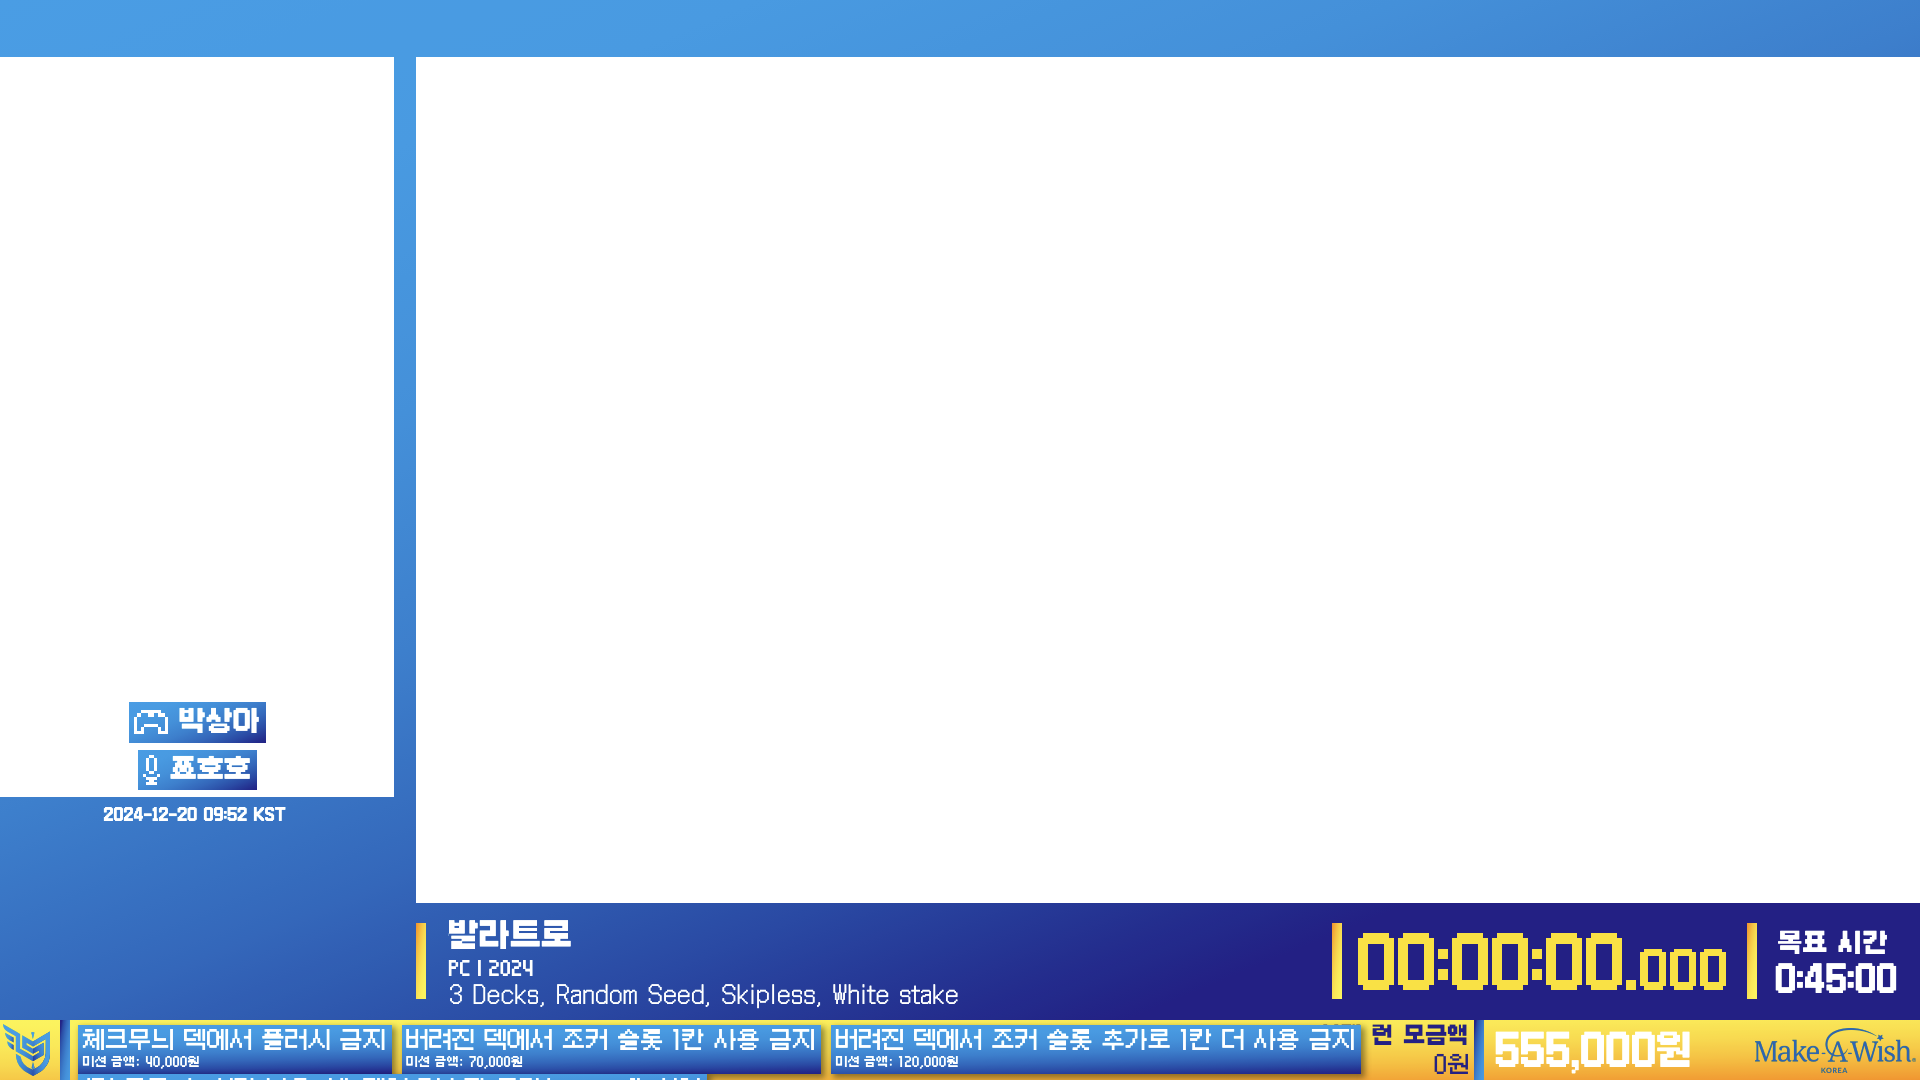 박상아
죠호호
2024-12-20 09:52 KST
발라트로
PC | 2024
3 Decks, Random Seed, Skipless, White stake
00:00:00.000
목표 시간
0:45:00
체크무늬 덱에서 플러시 금지
미션 금액: 40,000원
버려진 덱에서 조커 슬롯 1칸 사용 금지
미션 금액: 70,000원
버려진 덱에서 조커 슬롯 추가로 1칸 더 사용 금지
미션 금액: 120,000원
런 모금액
0원
555,000원
Make-A-Wish.
KOREA